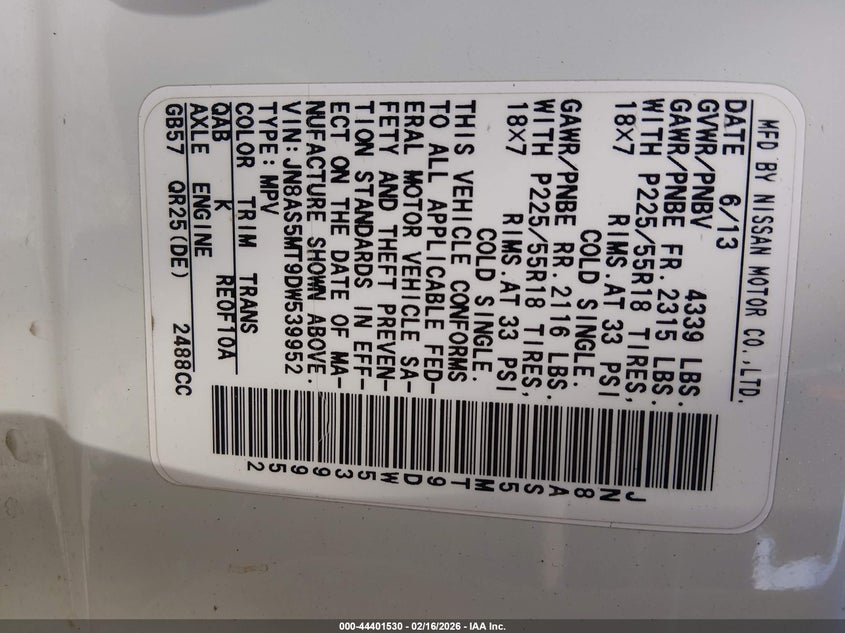 MFD BY NISSAN MOTOR CO.,LTD.
DATE 6/13
GVWR/PNBV 4339 LBS.
GAWR/PNBE FR. 2315 LBS.
WITH P225/55R18 TIRES,
18X7 RIMS.AT 33 PSI
COLD SINGLE.
GAWR/PNBE RR. 2116 LBS.
WITH P225/55R18 TIRES,
18X7 RIMS.AT 33 PSI
COLD SINGLE.
THIS VEHICLE CONFORMS
TO ALL APPLICABLE FED-
ERAL MOTOR VEHICLE SA-
FETY AND THEFT PREVEN-
TION STANDARDS IN EFF-
ECT ON THE DATE OF MA-
NUFACTURE SHOWN ABOVE.
VIN:JN8AS5MT9DW539952
TYPE:MPV
COLOR TRIM TRANS
QAB K RE0F10A
AXLE ENGINE
GB57 QR25(DE) 2488CC
JN8AS5MT9DW539952
000-44401530 - 02/16/2026 - IAA Inc.